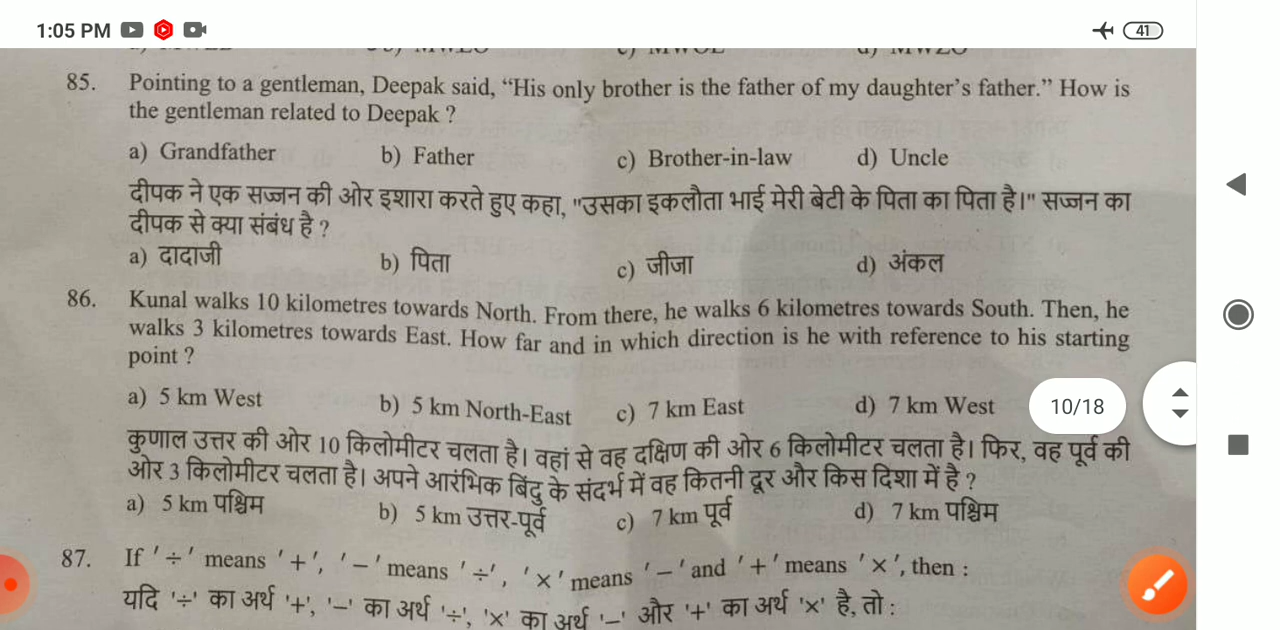 1:05 PM
41
85. Pointing to a gentleman, Deepak said, “His only brother is the father of my daughter’s father.” How is
the gentleman related to Deepak ?
a) Grandfather b) Father c) Brother-in-law d) Uncle
दीपक ने एक सज्जन की ओर इशारा करते हुए कहा, "उसका इकलौता भाई मेरी बेटी के पिता का पिता है।" सज्जन का
दीपक से क्या संबंध है ?
a) दादाजी b) पिता c) जीजा d) अंकल
86. Kunal walks 10 kilometres towards North. From there, he walks 6 kilometres towards South. Then, he
walks 3 kilometres towards East. How far and in which direction is he with reference to his starting
point ?
a) 5 km West b) 5 km North-East c) 7 km East d) 7 km West
10/18
कुणाल उत्तर की ओर 10 किलोमीटर चलता है। वहां से वह दक्षिण की ओर 6 किलोमीटर चलता है। फिर, वह पूर्व की
ओर 3 किलोमीटर चलता है। अपने आरंभिक बिंदु के संदर्भ में वह कितनी दूर और किस दिशा में है ?
a) 5 km पश्चिम b) 5 km उत्तर-पूर्व c) 7 km पूर्व d) 7 km पश्चिम
87. If '÷' means '+', '−' means '÷', '×' means '−' and '+' means '×', then :
यदि '÷' का अर्थ '+', '−' का अर्थ '÷', '×' का अर्थ '−' और '+' का अर्थ '×' है, तो :